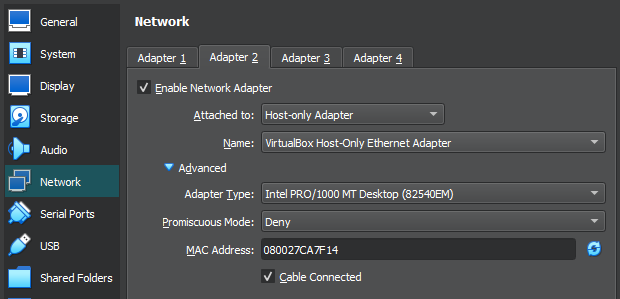 General
System
Display
Storage
Audio
Network
Serial Ports
USB
Shared Folders
Network
Adapter 1 Adapter 2 Adapter 3 Adapter 4
Enable Network Adapter
Attached to: Host-only Adapter
Name: VirtualBox Host-Only Ethernet Adapter
Advanced
Adapter Type: Intel PRO/1000 MT Desktop (82540EM)
Promiscuous Mode: Deny
MAC Address: 080027CA7F14
Cable Connected